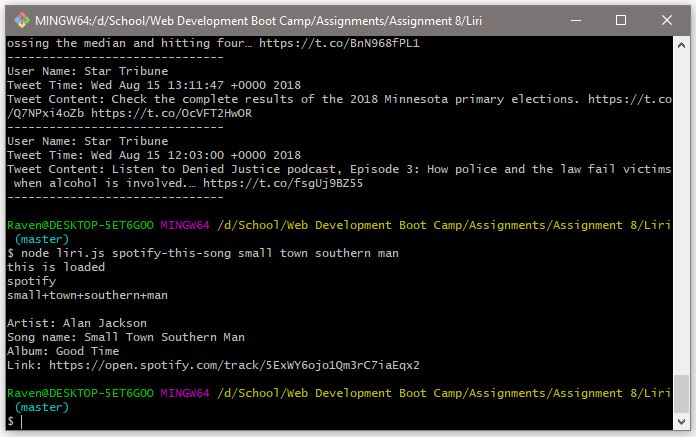 MINGW64:/d/School/Web Development Boot Camp/Assignments/Assignment 8/Liri
ossing the median and hitting four… https://t.co/BnN968fPL1
------------------------------
User Name: Star Tribune
Tweet Time: Wed Aug 15 13:11:47 +0000 2018
Tweet Content: Check the complete results of the 2018 Minnesota primary elections. https://t.co
/Q7NPxi4oZb https://t.co/OcVFT2HwOR
------------------------------
User Name: Star Tribune
Tweet Time: Wed Aug 15 12:03:00 +0000 2018
Tweet Content: Listen to Denied Justice podcast, Episode 3: How police and the law fail victims
when alcohol is involved.… https://t.co/fsgUj9BZ55
------------------------------
Raven@DESKTOP-5ET6GOO MINGW64 /d/School/Web Development Boot Camp/Assignments/Assignment 8/Liri
(master)
$ node liri.js spotify-this-song small town southern man
this is loaded
spotify
small+town+southern+man
Artist: Alan Jackson
Song name: Small Town Southern Man
Album: Good Time
Link: https://open.spotify.com/track/5ExWY6ojo1Qm3rC7iaEqx2
Raven@DESKTOP-5ET6GOO MINGW64 /d/School/Web Development Boot Camp/Assignments/Assignment 8/Liri
(master)
$